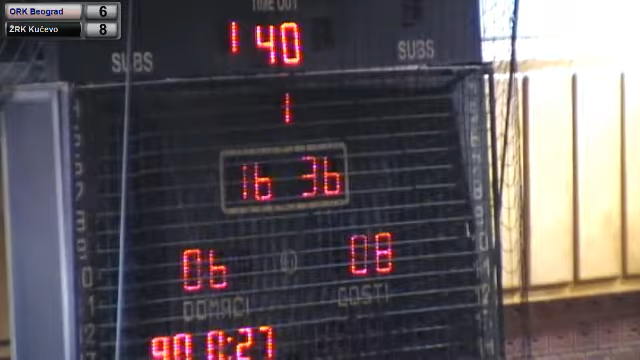 ORK Beograd 6
ŽRK Kučevo 8
TIME OUT
1 40
SUBS SUBS
1
16 36
06 08
DOMAĆI GOSTI